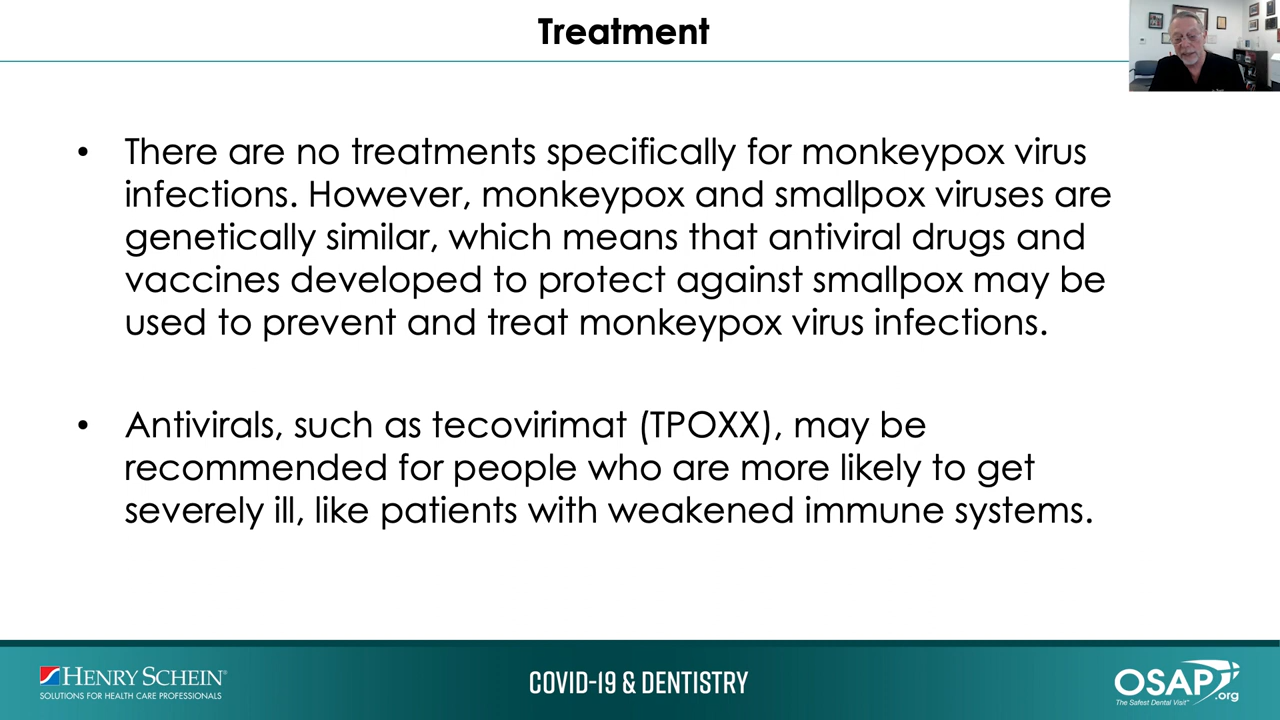 Treatment
• There are no treatments specifically for monkeypox virus
infections. However, monkeypox and smallpox viruses are
genetically similar, which means that antiviral drugs and
vaccines developed to protect against smallpox may be
used to prevent and treat monkeypox virus infections.
• Antivirals, such as tecovirimat (TPOXX), may be
recommended for people who are more likely to get
severely ill, like patients with weakened immune systems.
HENRY SCHEIN®
SOLUTIONS FOR HEALTH CARE PROFESSIONALS
COVID-19 & DENTISTRY
OSAP.org
The Safest Dental Visit™